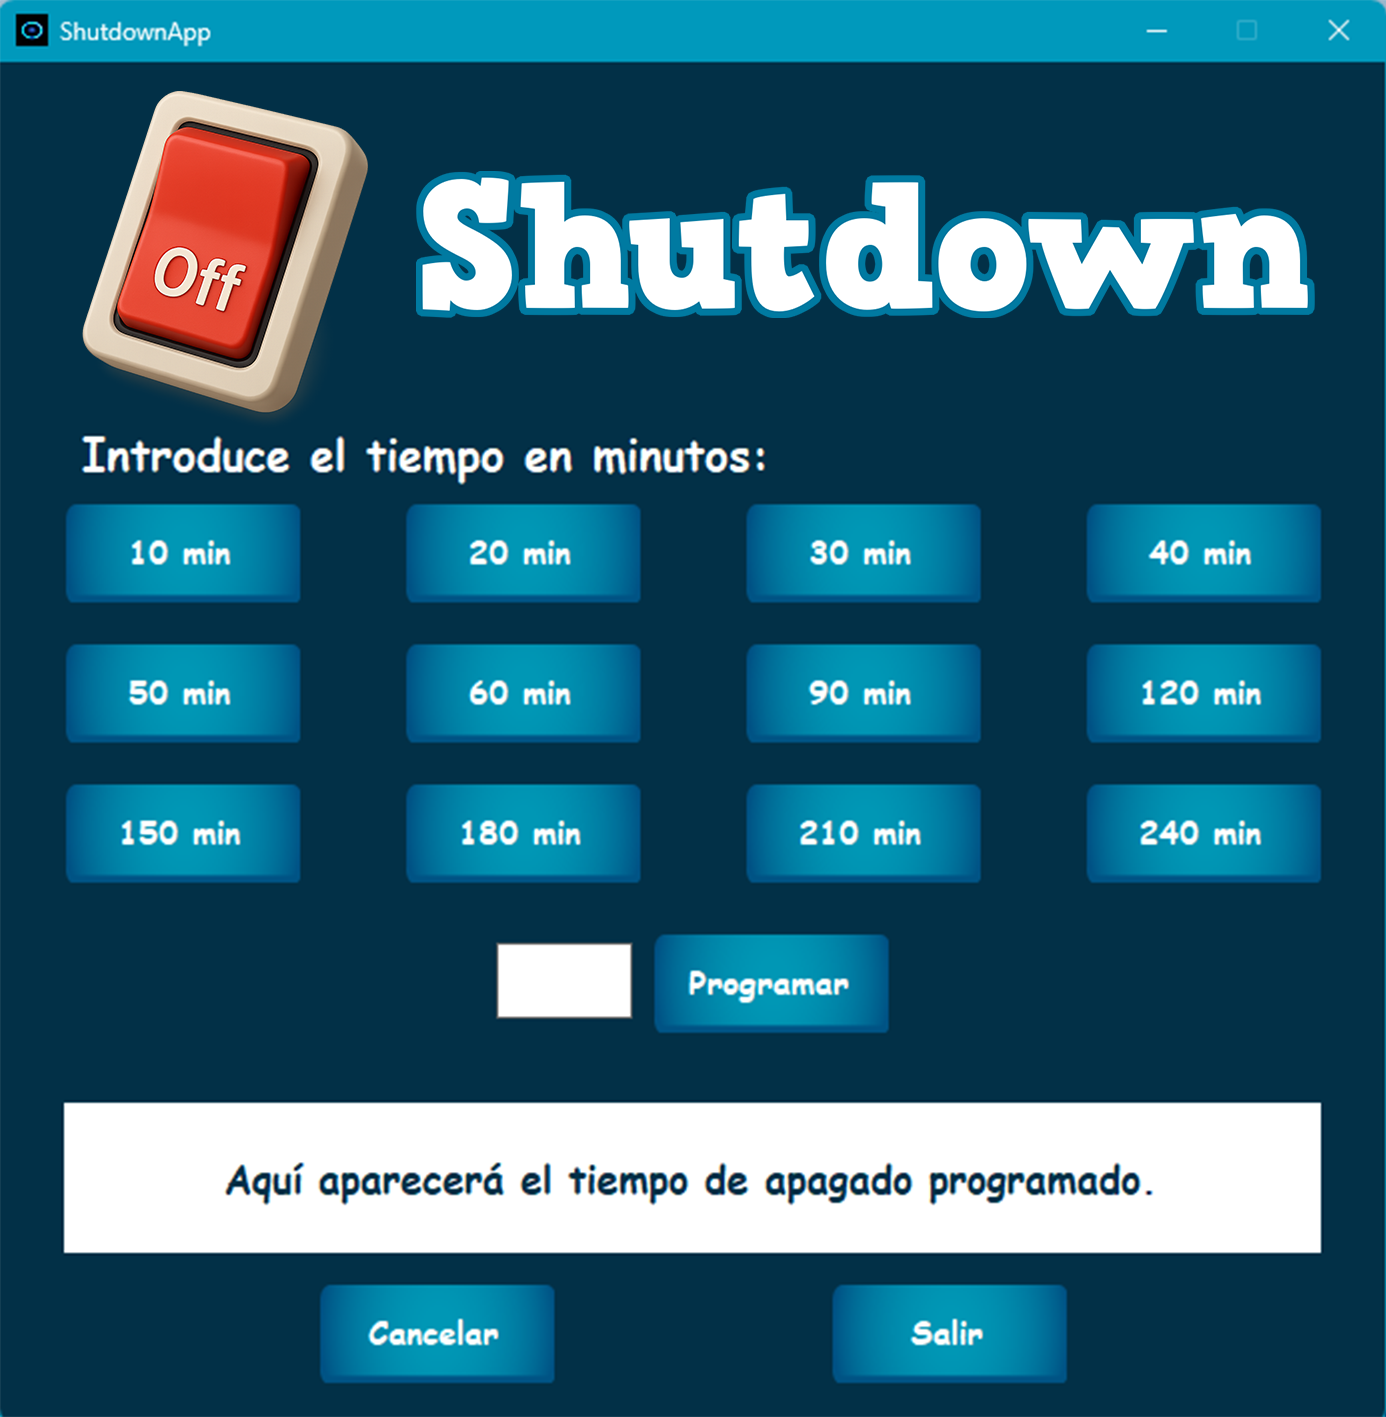 ShutdownApp
Off
Shutdown
Introduce el tiempo en minutos:
10 min 20 min 30 min 40 min
50 min 60 min 90 min 120 min
150 min 180 min 210 min 240 min
Programar
Aquí aparecerá el tiempo de apagado programado.
Cancelar Salir